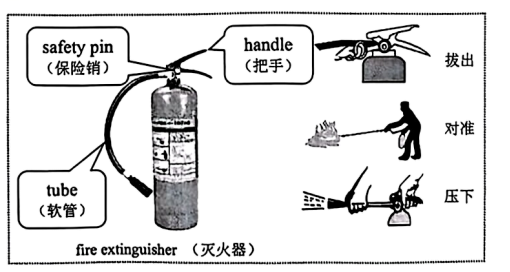 safety pin
（保险销）
handle
（把手）
拔出
对准
tube
（软管）
压下
fire extinguisher （灭火器）